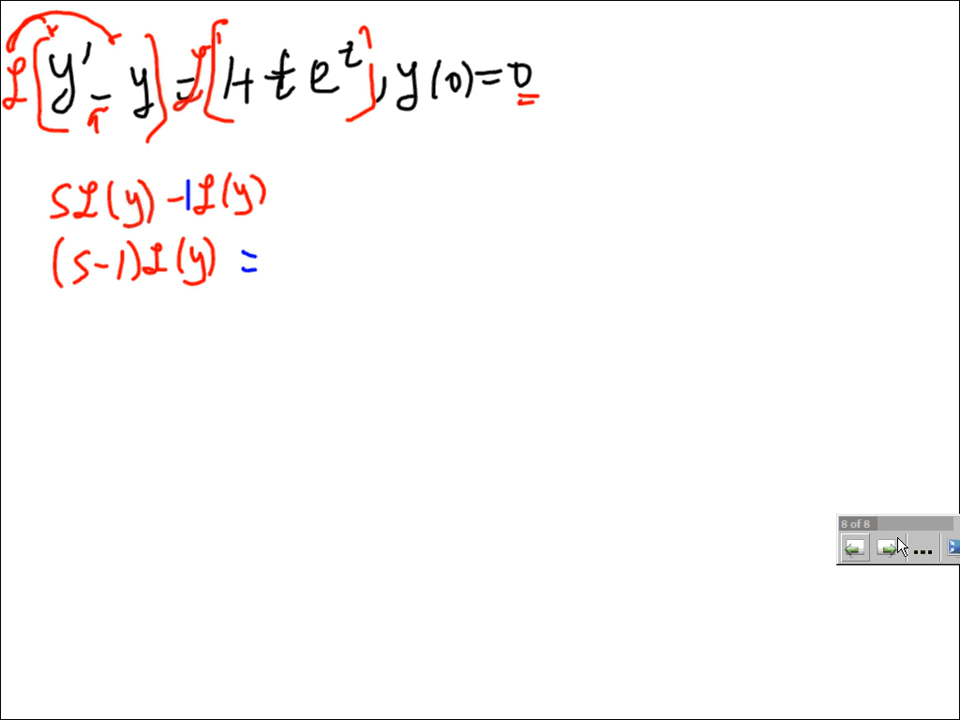 ℒ[y' - y] = ℒ[1+ t e^t], y(0) = 0
sℒ(y) - 1ℒ(y)
(s-1)ℒ(y) =
8 of 8
...